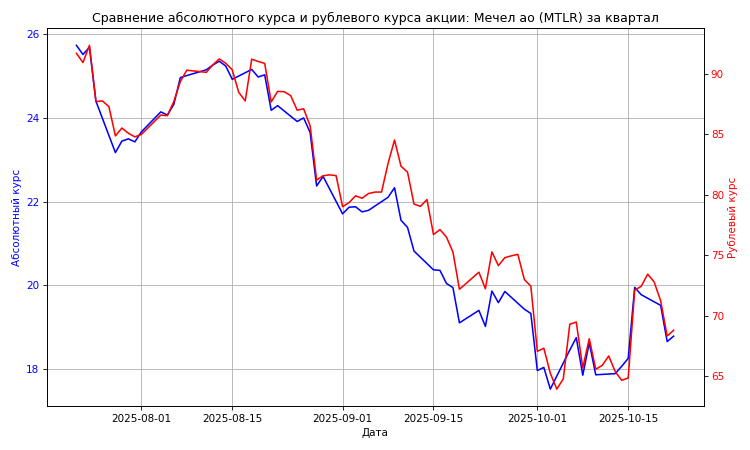 Сравнение абсолютного курса и рублевого курса акции: Мечел ао (MTLR) за квартал
26
24
22
20
18
Абсолютный курс
90
85
80
75
70
65
Рублевый курс
2025-08-01 2025-08-15 2025-09-01 2025-09-15 2025-10-01 2025-10-15
Дата